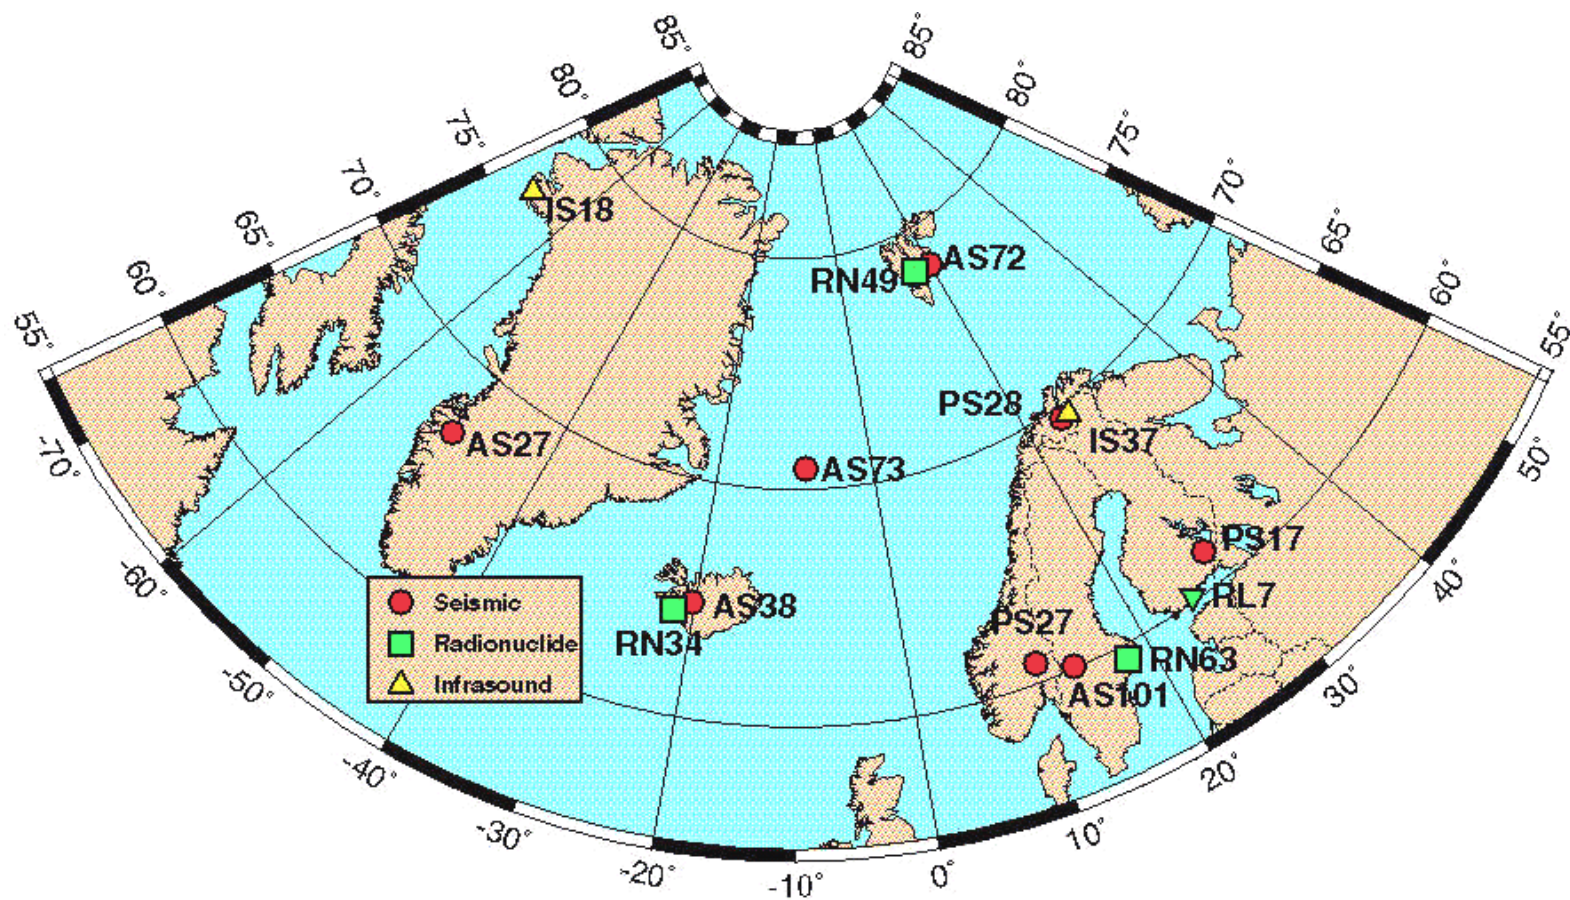 85°
85°
80°
80°
75°
75°
70°
70°
65°
65°
60°
60°
55°
55°
IS18
AS72
RN49
PS28
IS37
AS27
AS73
PS17
RL7
AS38
RN34
PS27
RN63
AS101
Seismic
Radionuclide
Infrasound
-70°
-60°
-50°
-40°
-30°
-20°
-10°
0°
10°
20°
30°
40°
50°